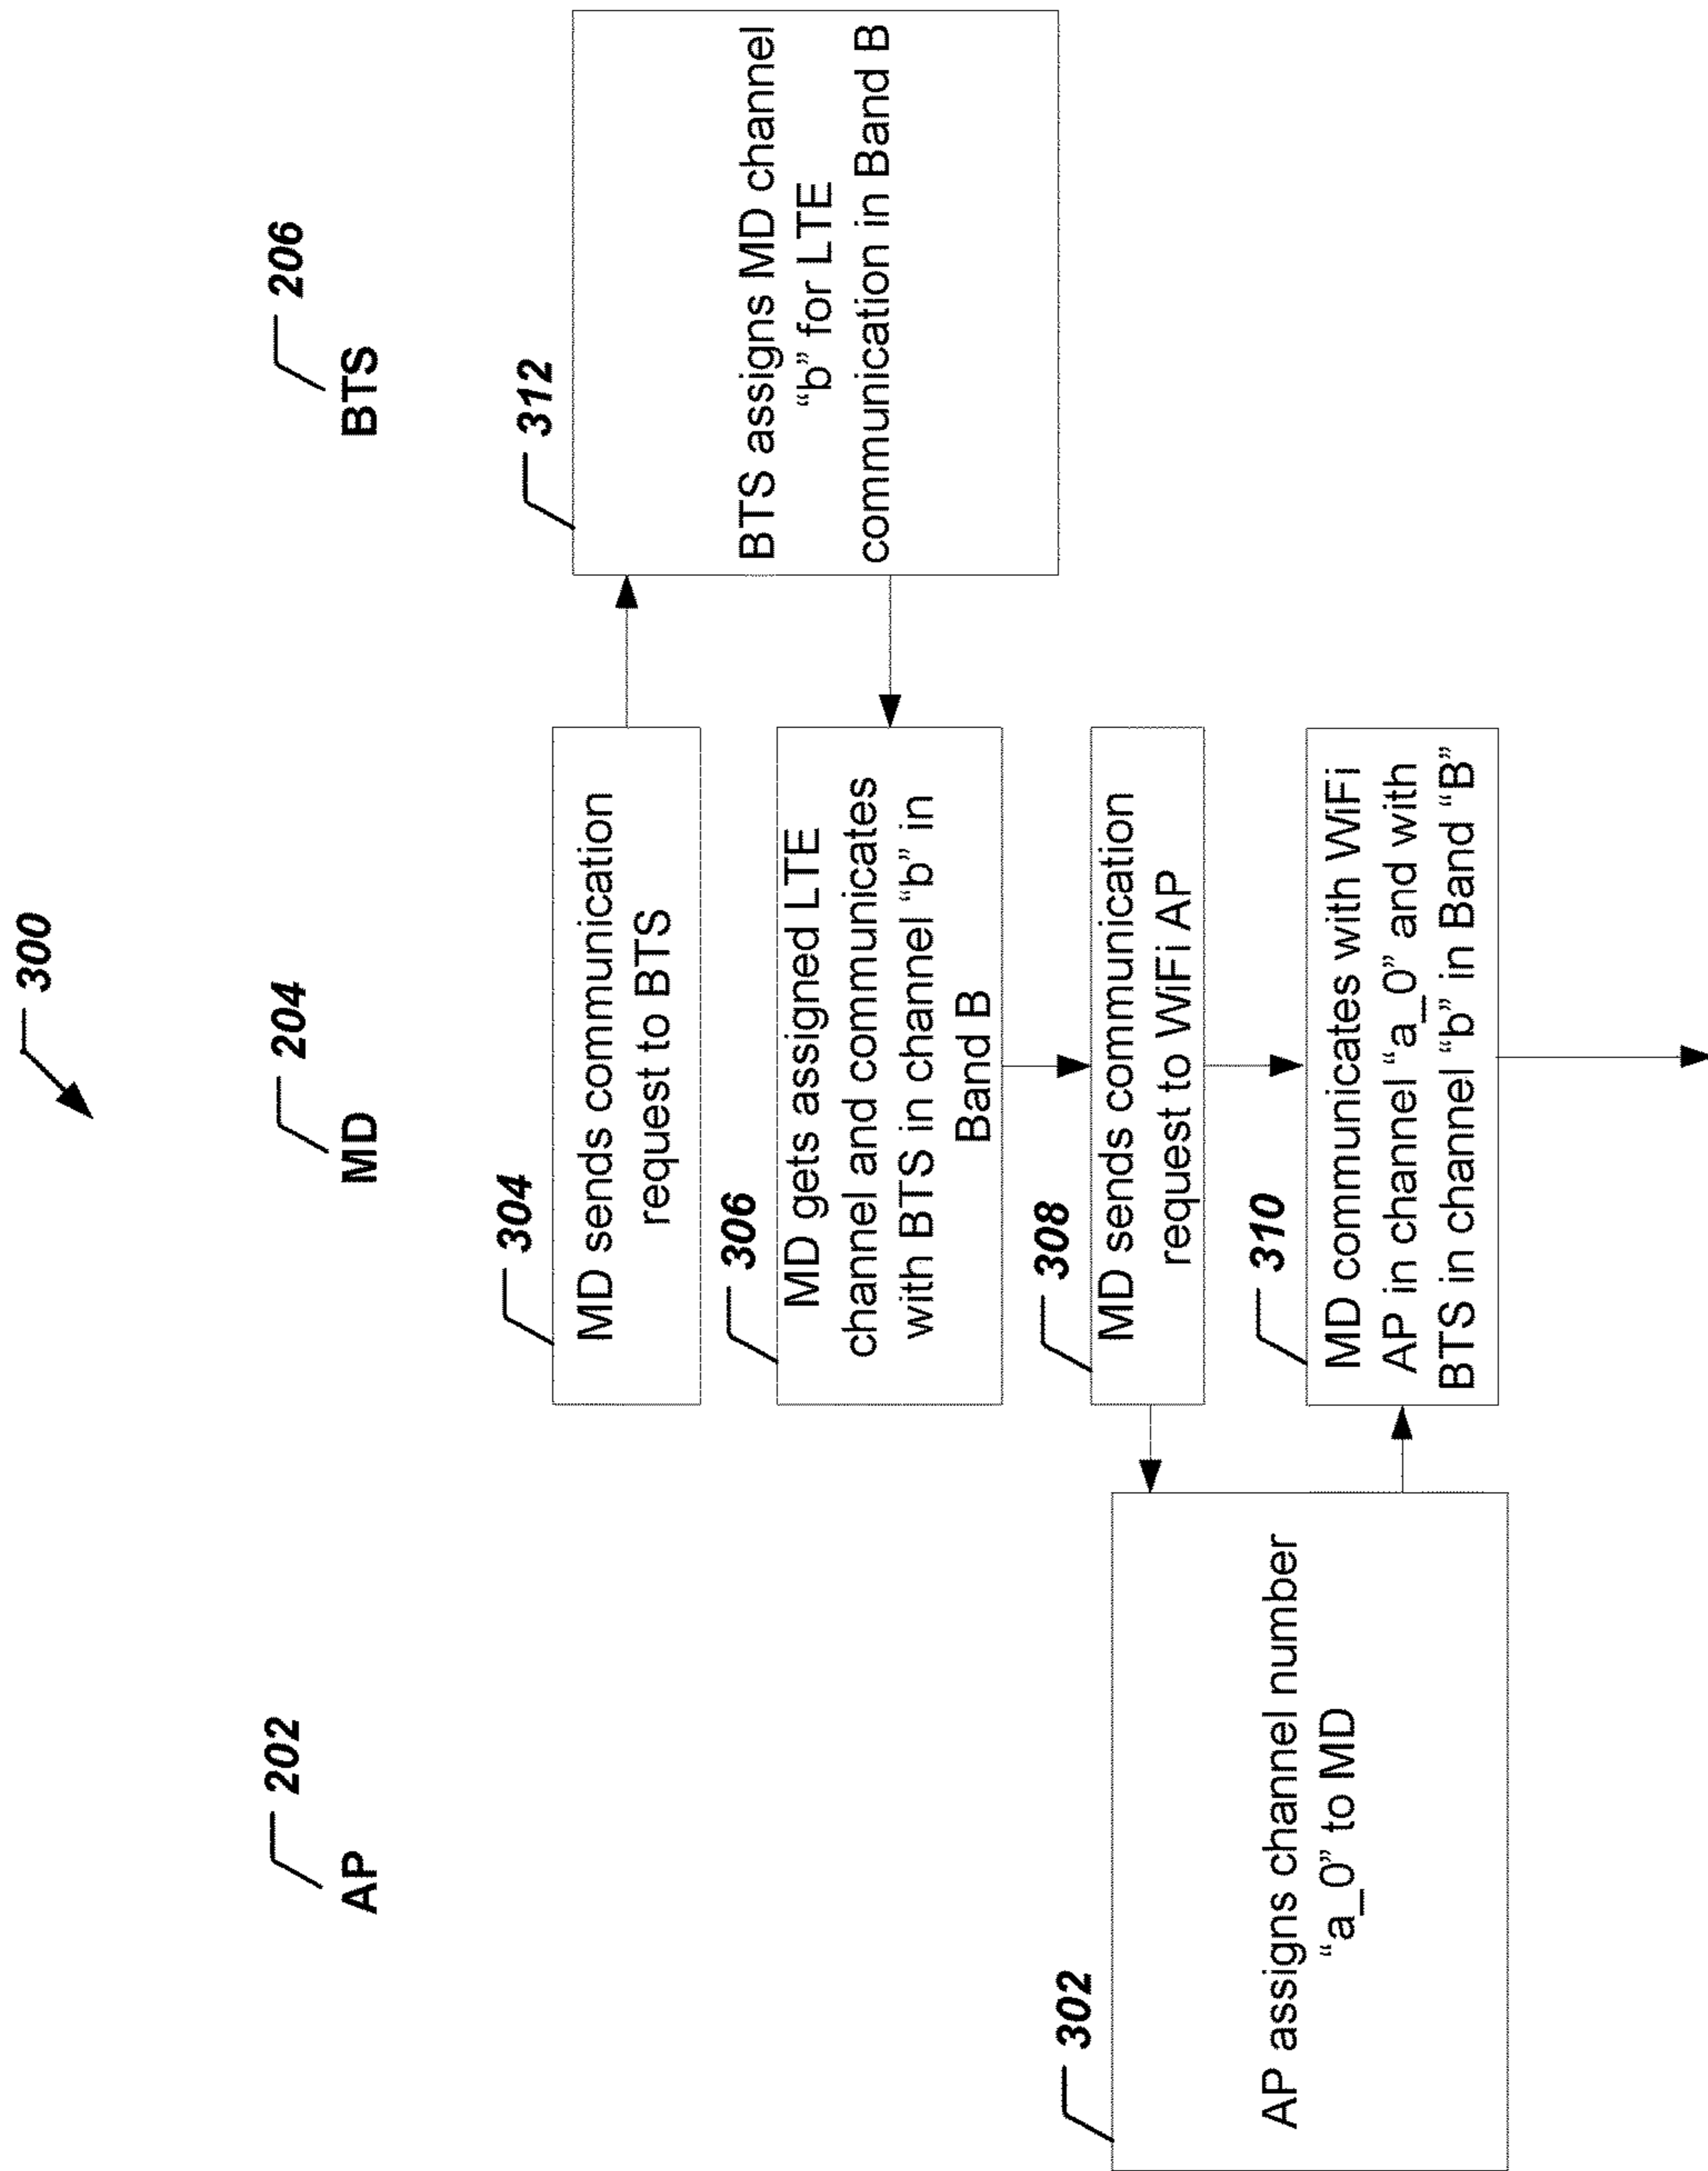 300
202
AP
204
MD
206
BTS
304
MD sends communication
request to BTS
312
BTS assigns MD channel
“b” for LTE
communication in Band B
306
MD gets assigned LTE
channel and communicates
with BTS in channel “b” in
Band B
308
MD sends communication
request to WiFi AP
302
AP assigns channel number
“a_0” to MD
310
MD communicates with WiFi
AP in channel “a_0” and with
BTS in channel “b” in Band “B”